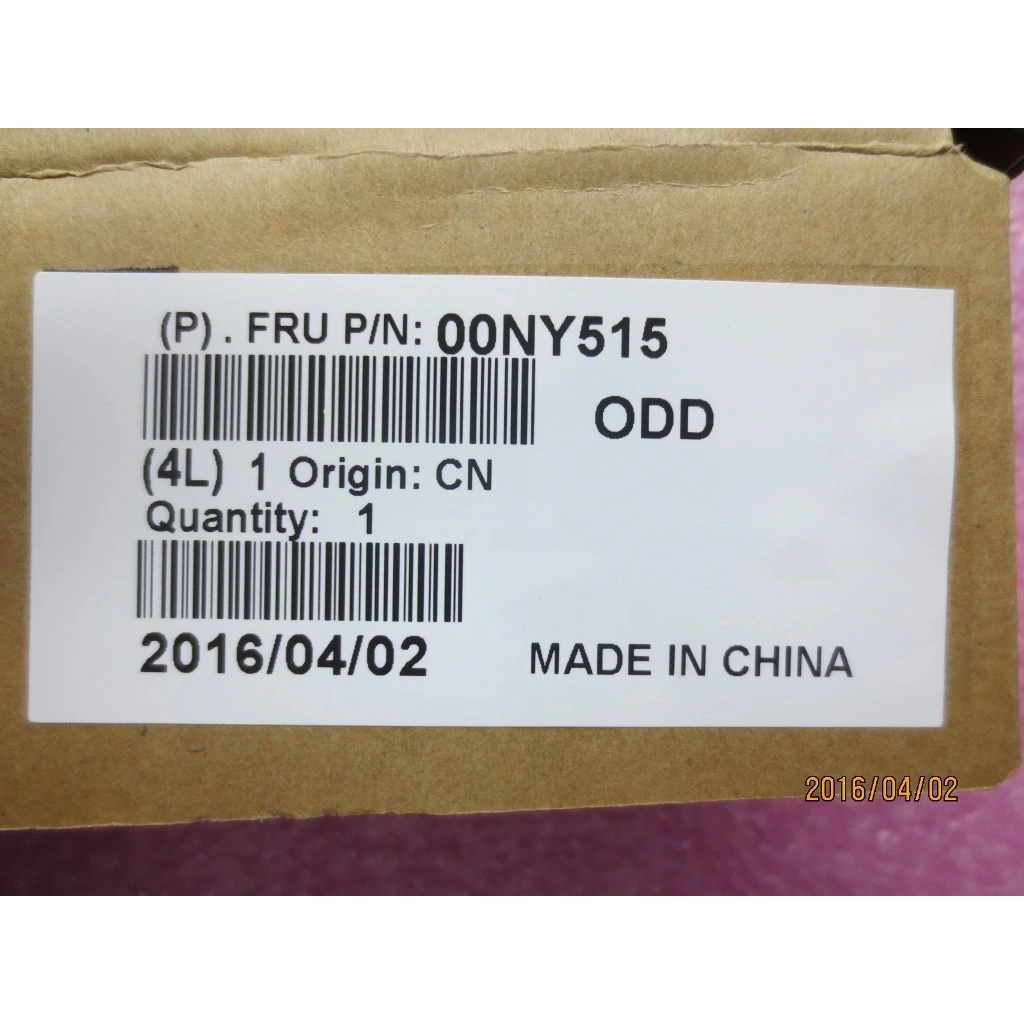 (P) . FRU P/N: 00NY515
ODD
(4L) 1 Origin: CN
Quantity: 1
2016/04/02
MADE IN CHINA
2016/04/02